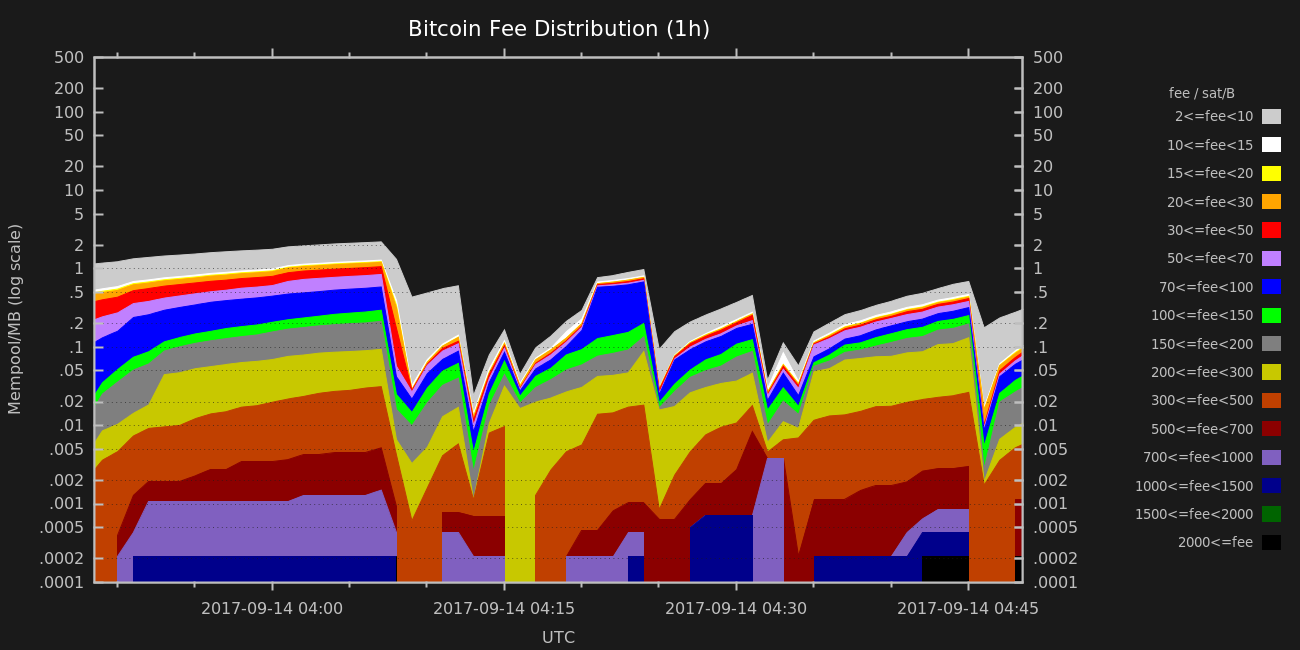 Bitcoin Fee Distribution (1h)
Mempool/MB (log scale)
500
200
100
50
20
10
5
2
1
.5
.2
.1
.05
.02
.01
.005
.002
.001
.0005
.0002
.0001
500
200
100
50
20
10
5
2
1
.5
.2
.1
.05
.02
.01
.005
.002
.001
.0005
.0002
.0001
2017-09-14 04:00
2017-09-14 04:15
2017-09-14 04:30
2017-09-14 04:45
UTC
fee / sat/B
2<=fee<10
10<=fee<15
15<=fee<20
20<=fee<30
30<=fee<50
50<=fee<70
70<=fee<100
100<=fee<150
150<=fee<200
200<=fee<300
300<=fee<500
500<=fee<700
700<=fee<1000
1000<=fee<1500
1500<=fee<2000
2000<=fee